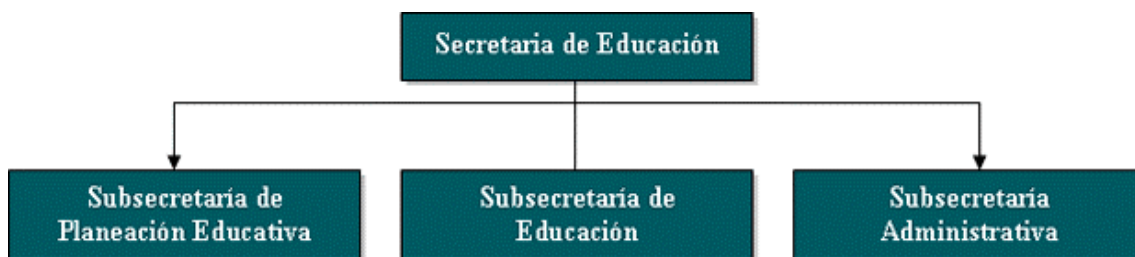 Secretaria de Educación
Subsecretaría de
Planeación Educativa
Subsecretaría de
Educación
Subsecretaría
Administrativa